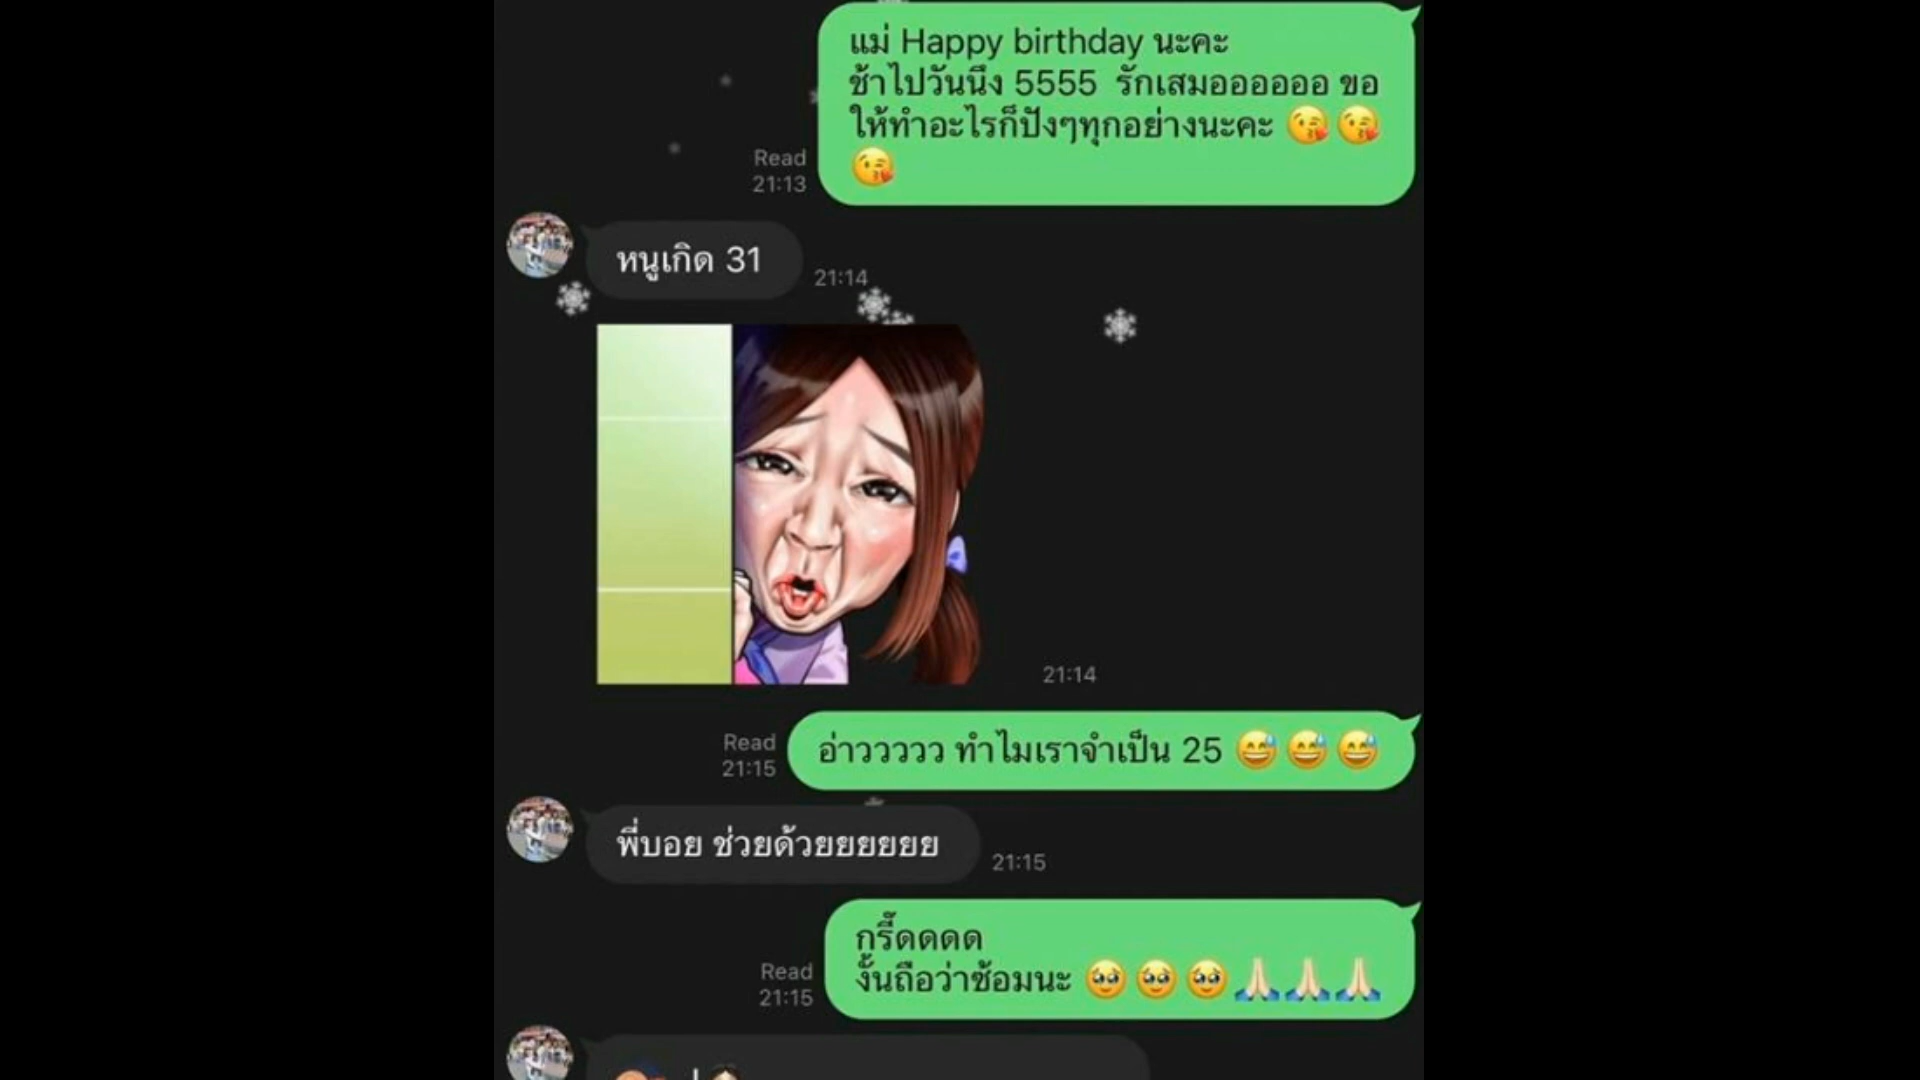 แม่ Happy birthday นะคะ
ช้าไปวันนึง 5555 รักเสมออออออ ขอ
ให้ทำอะไรก็ปังๆทุกอย่างนะคะ 😘😘
😘
Read
21:13
หนูเกิด 31
21:14
21:14
Read
21:15
อ่าววววว ทำไมเราจำเป็น 25 😅😅😅
พี่บอย ช่วยด้วยยยยยย
21:15
กรี๊ดดดด
งั้นถือว่าซ้อมนะ 🥹🥹🥹🙏🏻🙏🏻🙏🏻
Read
21:15